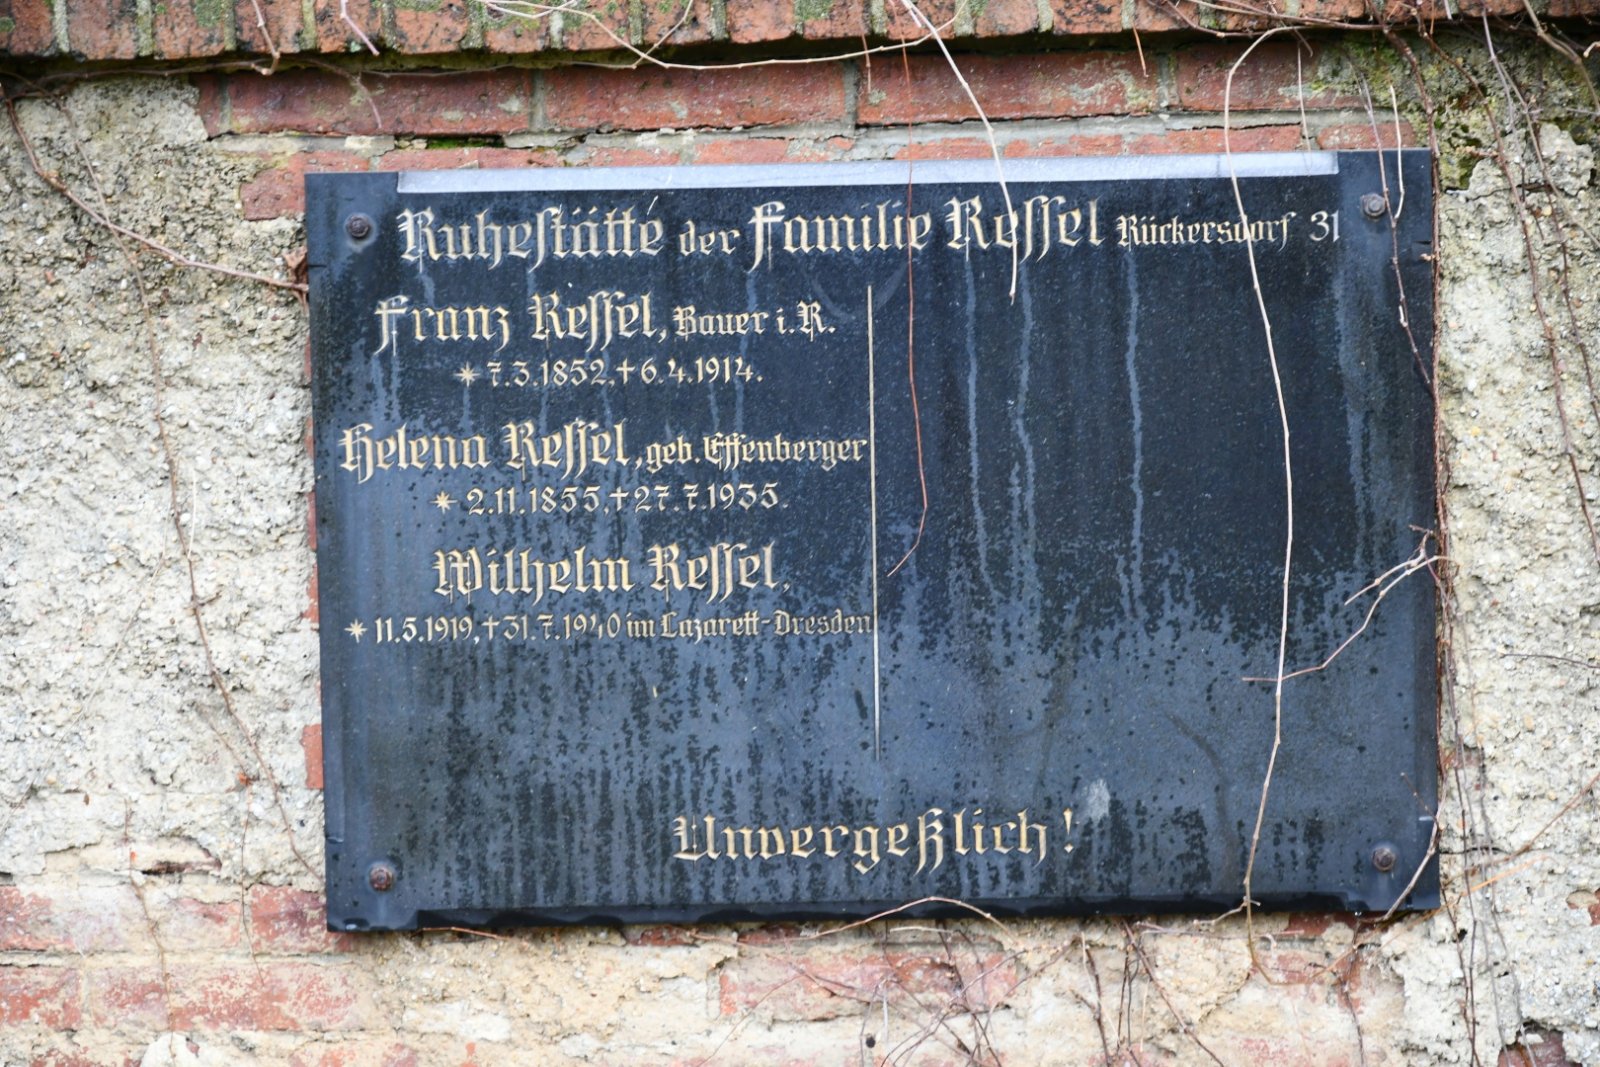 Ruhestätte der Familie Ressel Rückersdorf 31
Franz Ressel, Bauer i. R.
* 7.3.1852, † 6.4.1914.
Helena Ressel, geb. Effenberger
* 2.11.1855, † 27.7.1935.
Wilhelm Ressel,
* 11.5.1919, † 31.7.1940 im Lazarett-Dresden
Unvergeßlich!